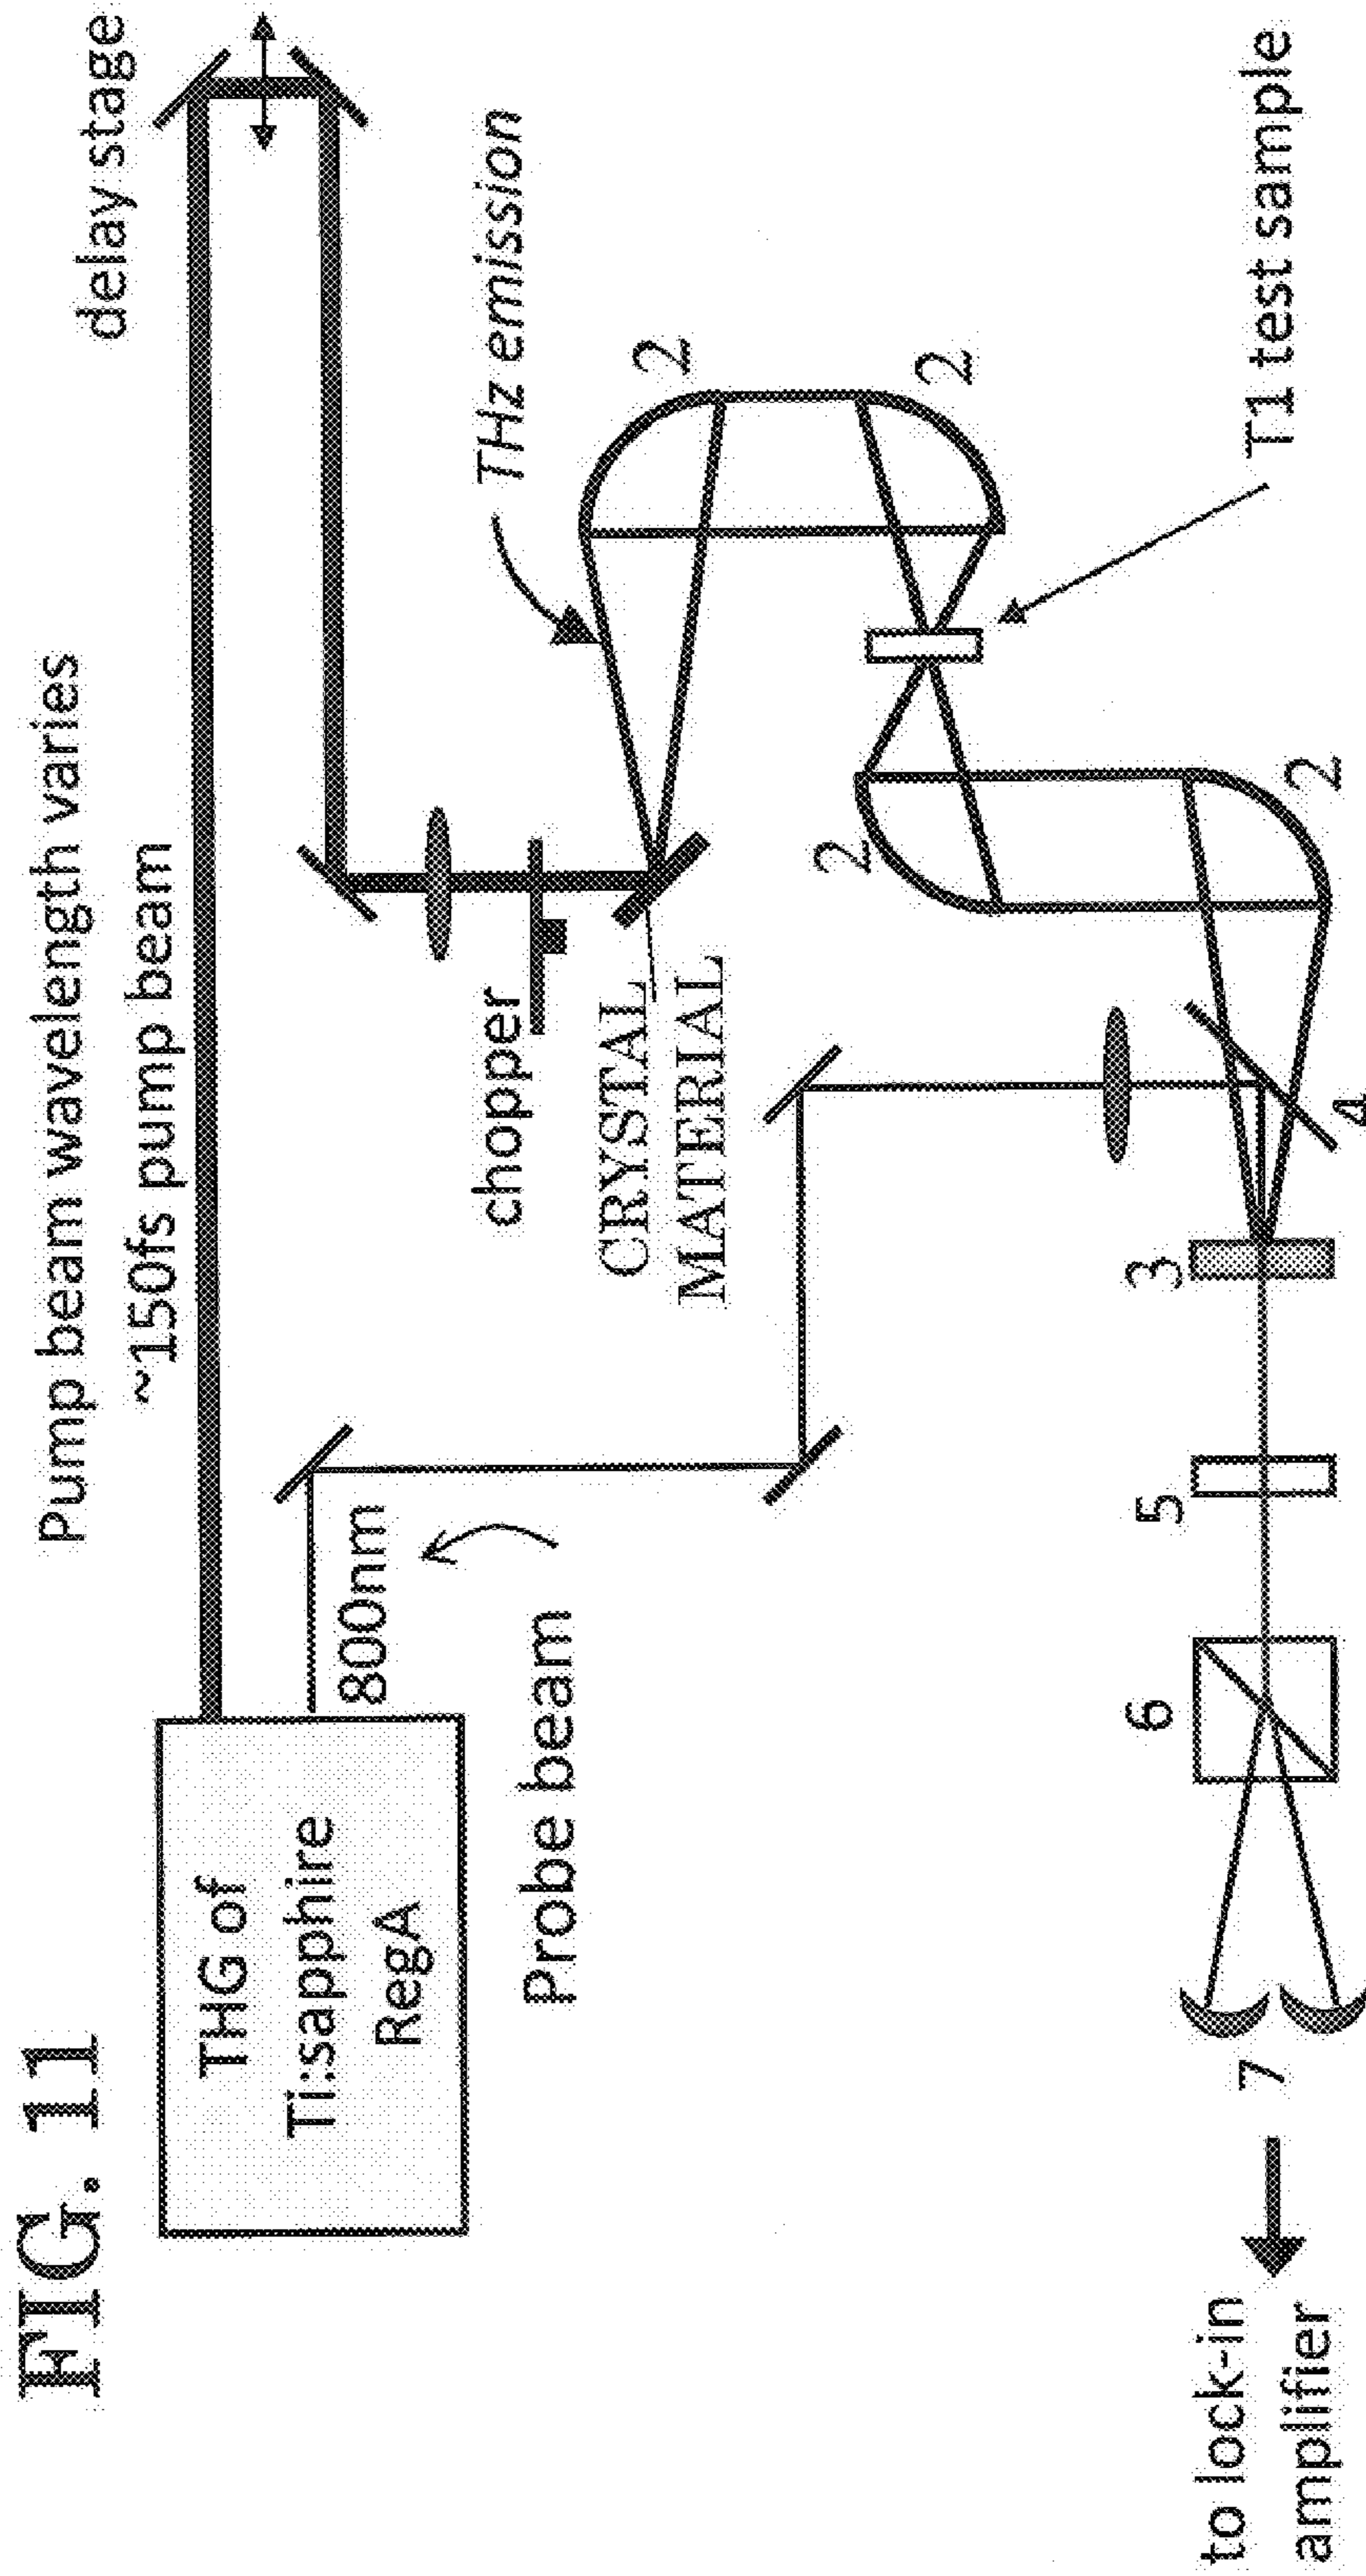 FIG. 11
Pump beam wavelength varies
~150fs pump beam
delay stage
THG of
Ti:sapphire
RegA
800nm
Probe beam
chopper
CRYSTAL
MATERIAL
THz emission
2
2
2
2
T1 test sample
3
4
5
6
7
to lock-in
amplifier